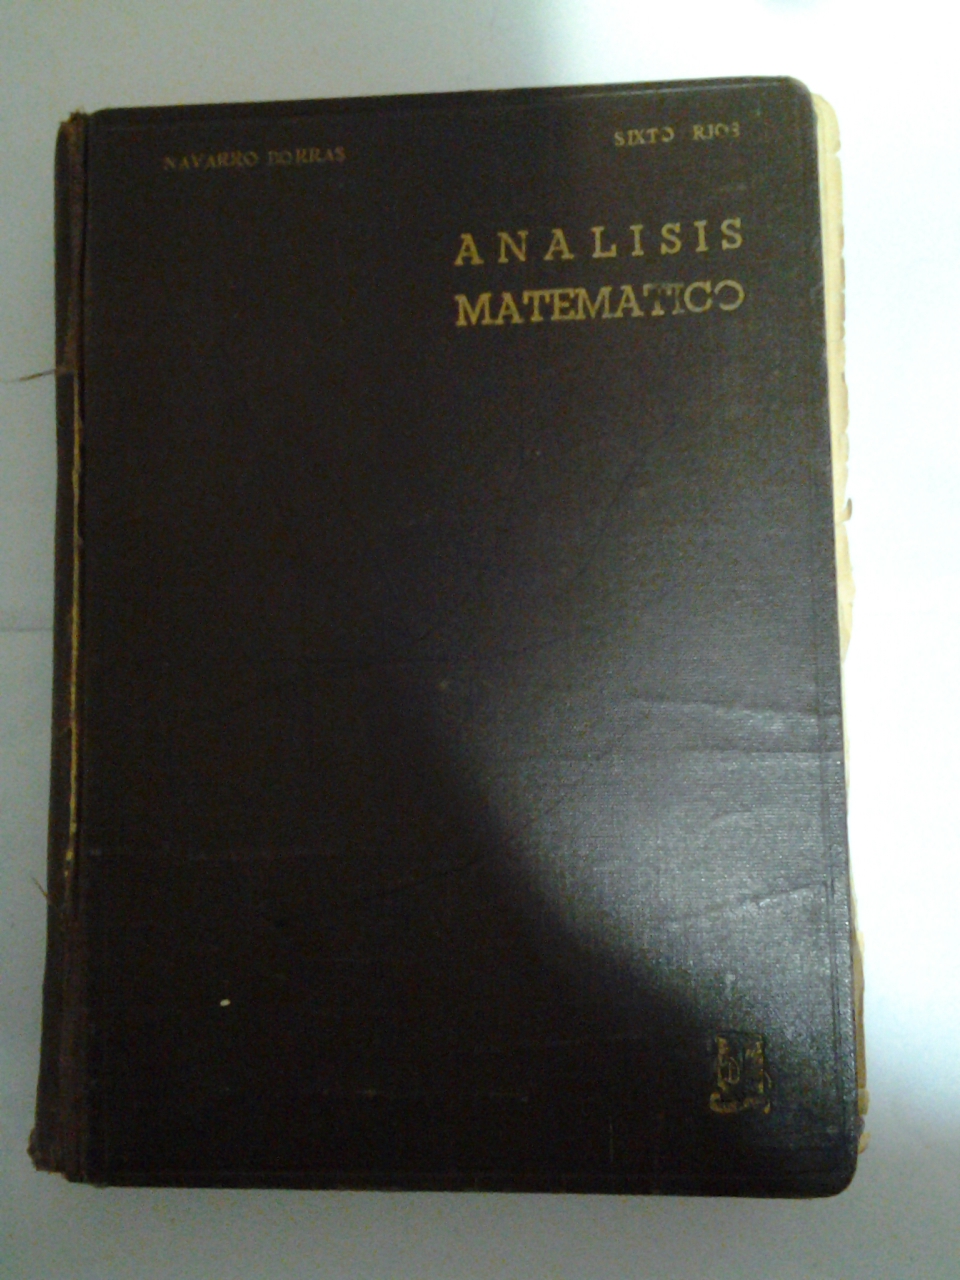 NAVARRO BORRAS
SIXTO RIOS
ANALISIS
MATEMATICO